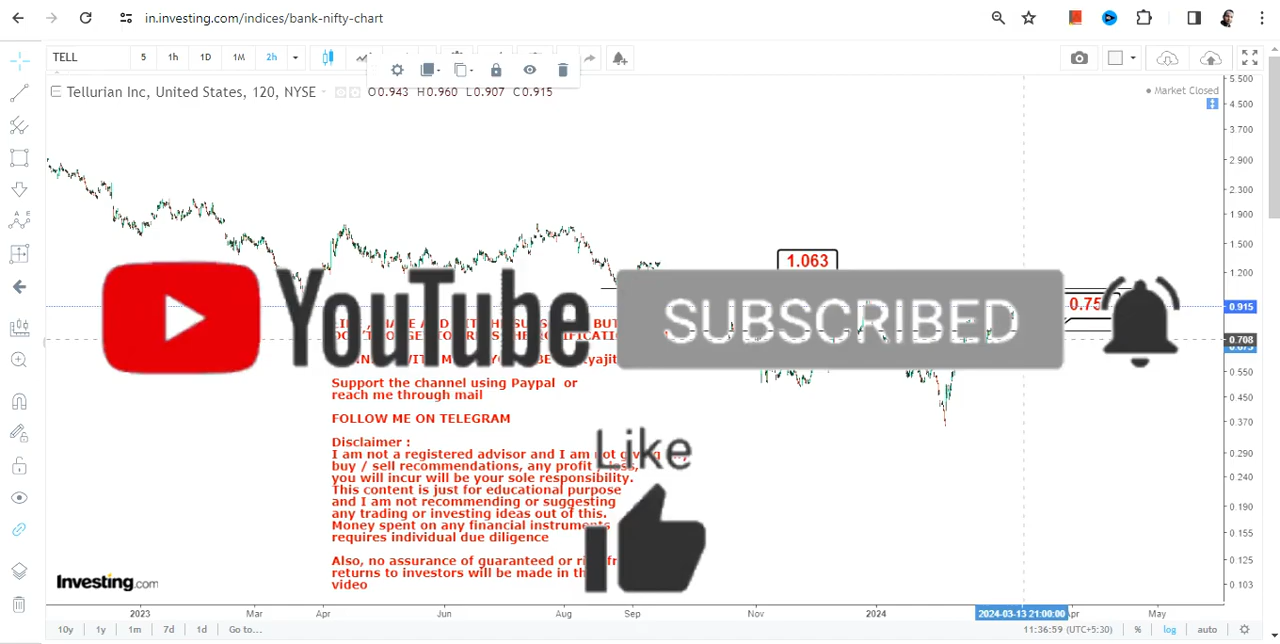 in.investing.com/indices/bank-nifty-chart
TELL 5 1h 1D 1M 2h
Tellurian Inc, United States, 120, NYSE O0.943 H0.960 L0.907 C0.915
Market Closed
5.500
4.500
3.700
2.900
2.300
1.900
1.500
1.200
0.915
0.708
0.550
0.450
0.370
0.290
0.240
0.190
0.155
0.125
0.103
1.063
0.75
YouTube SUBSCRIBED
Support the channel using Paypal or
reach me through mail
FOLLOW ME ON TELEGRAM
Like
Disclaimer :
I am not a registered advisor and I am not
buy / sell recommendations, any profit
you will incur will be your sole responsibility.
This content is just for educational purpose
and I am not recommending or suggesting
any trading or investing ideas out of this.
Money spent on any financial instruments
requires individual due diligence
Also, no assurance of guaranteed or
returns to investors will be made in
video
Investing.com
2023 Mar Apr Jun Aug Sep Nov 2024 2024-03-13 21:00:00 Apr May
10y 1y 1m 7d 1d Go to... 11:36:59 (UTC+5:30) % log auto